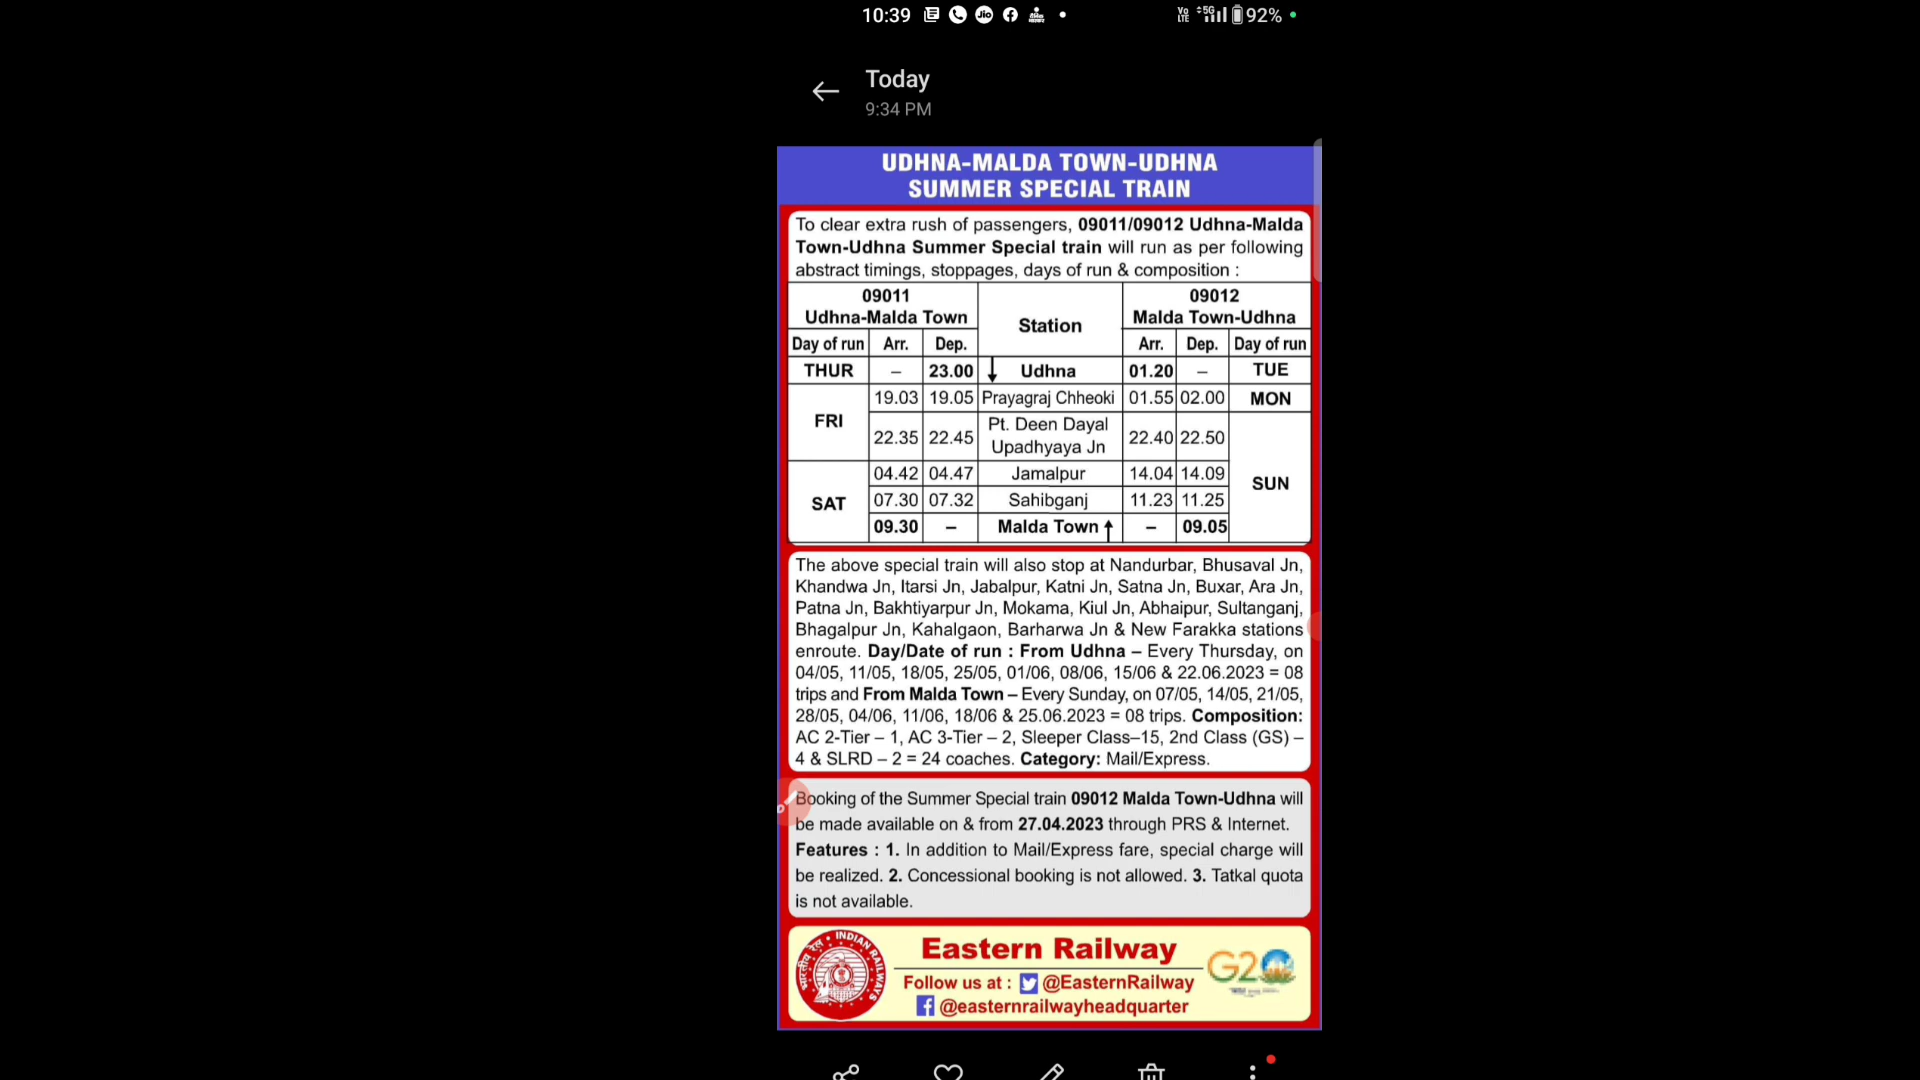 10:39 Jio VoLTE 5G 92%
Today
9:34 PM
UDHNA-MALDA TOWN-UDHNA
SUMMER SPECIAL TRAIN
To clear extra rush of passengers, 09011/09012 Udhna-Malda
Town-Udhna Summer Special train will run as per following
abstract timings, stoppages, days of run & composition :
09011 Station 09012
Udhna-Malda Town Malda Town-Udhna
Day of run Arr. Dep. Arr. Dep. Day of run
THUR – 23.00 ↓ Udhna 01.20 – TUE
FRI 19.03 19.05 Prayagraj Chheoki 01.55 02.00 MON
22.35 22.45 Pt. Deen Dayal
Upadhyaya Jn 22.40 22.50 SUN
SAT 04.42 04.47 Jamalpur 14.04 14.09
07.30 07.32 Sahibganj 11.23 11.25
09.30 – Malda Town ↑ – 09.05
The above special train will also stop at Nandurbar, Bhusaval Jn,
Khandwa Jn, Itarsi Jn, Jabalpur, Katni Jn, Satna Jn, Buxar, Ara Jn,
Patna Jn, Bakhtiyarpur Jn, Mokama, Kiul Jn, Abhaipur, Sultanganj,
Bhagalpur Jn, Kahalgaon, Barharwa Jn & New Farakka stations
enroute. Day/Date of run : From Udhna – Every Thursday, on
04/05, 11/05, 18/05, 25/05, 01/06, 08/06, 15/06 & 22.06.2023 = 08
trips and From Malda Town – Every Sunday, on 07/05, 14/05, 21/05,
28/05, 04/06, 11/06, 18/06 & 25.06.2023 = 08 trips. Composition:
AC 2-Tier – 1, AC 3-Tier – 2, Sleeper Class–15, 2nd Class (GS) –
4 & SLRD – 2 = 24 coaches. Category: Mail/Express.
Booking of the Summer Special train 09012 Malda Town-Udhna will
be made available on & from 27.04.2023 through PRS & Internet.
Features : 1. In addition to Mail/Express fare, special charge will
be realized. 2. Concessional booking is not allowed. 3. Tatkal quota
is not available.
भारतीय रेल INDIAN RAILWAYS
Eastern Railway
Follow us at : @EasternRailway
@easternrailwayheadquarter
G20